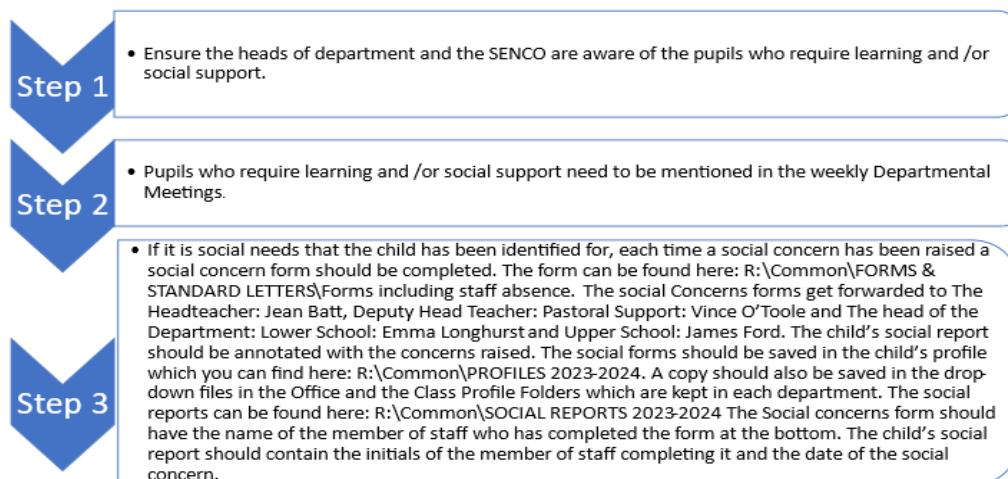 Step 1
• Ensure the heads of department and the SENCO are aware of the pupils who require learning and /or
social support.
Step 2
• Pupils who require learning and /or social support need to be mentioned in the weekly Departmental
Meetings.
Step 3
• If it is social needs that the child has been identified for, each time a social concern has been raised a
social concern form should be completed. The form can be found here: R:\Common\FORMS &
STANDARD LETTERS\Forms including staff absence. The social Concerns forms get forwarded to The
Headteacher: Jean Batt, Deputy Head Teacher: Pastoral Support: Vince O’Toole and The head of the
Department: Lower School: Emma Longhurst and Upper School: James Ford. The child’s social report
should be annotated with the concerns raised. The social forms should be saved in the child’s profile
which you can find here: R:\Common\PROFILES 2023-2024. A copy should also be saved in the drop-
down files in the Office and the Class Profile Folders which are kept in each department. The social
reports can be found here: R:\Common\SOCIAL REPORTS 2023-2024 The Social concerns form should
have the name of the member of staff who has completed the form at the bottom. The child’s social
report should contain the initials of the member of staff completing it and the date of the social
concern.